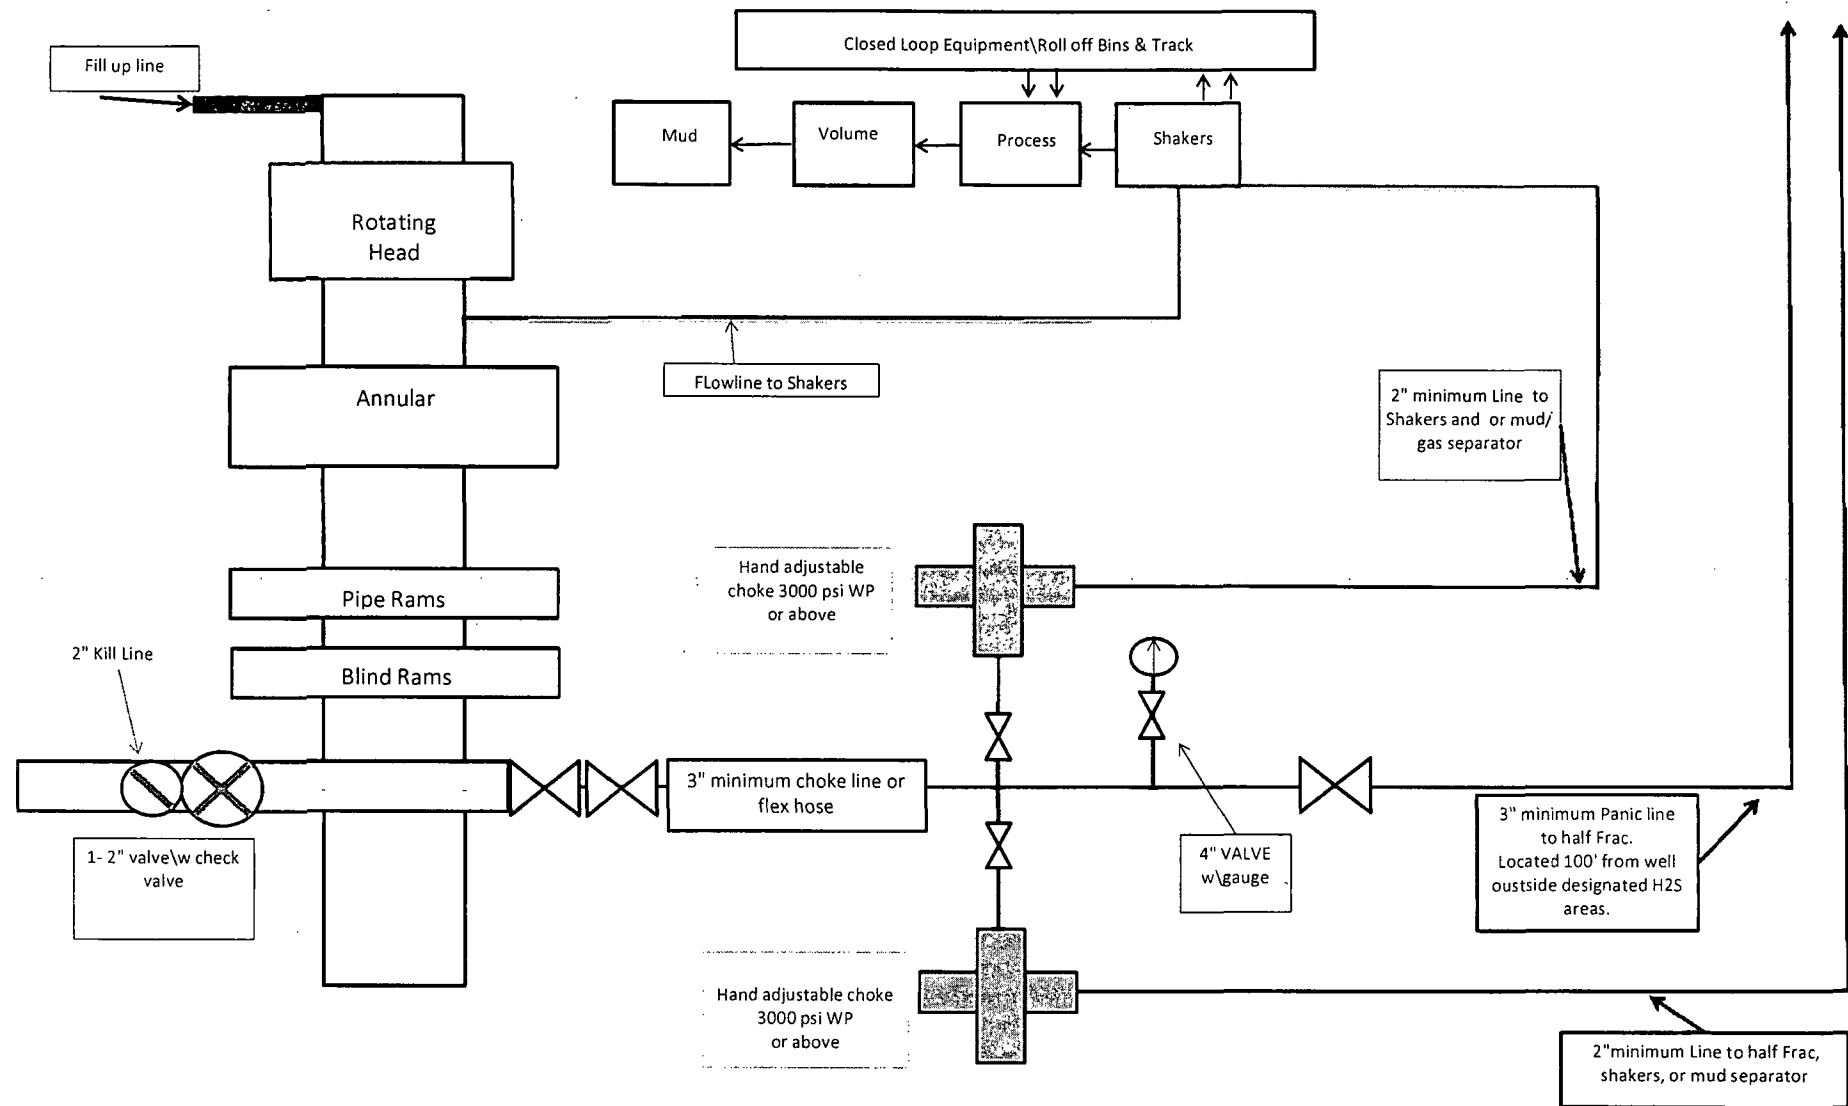 Closed Loop Equipment\Roll off Bins & Track
Fill up line
Mud
Volume
Process
Shakers
Rotating
Head
FLowline to Shakers
Annular
2" minimum Line to
Shakers and or mud/
gas separator
Hand adjustable
choke 3000 psi WP
or above
Pipe Rams
2" Kill Line
Blind Rams
3" minimum choke line or
flex hose
1- 2" valve\w check
valve
4" VALVE
w\gauge
3" minimum Panic line
to half Frac.
Located 100' from well
oustside designated H2S
areas.
Hand adjustable choke
3000 psi WP
or above
2"minimum Line to half Frac,
shakers, or mud separator